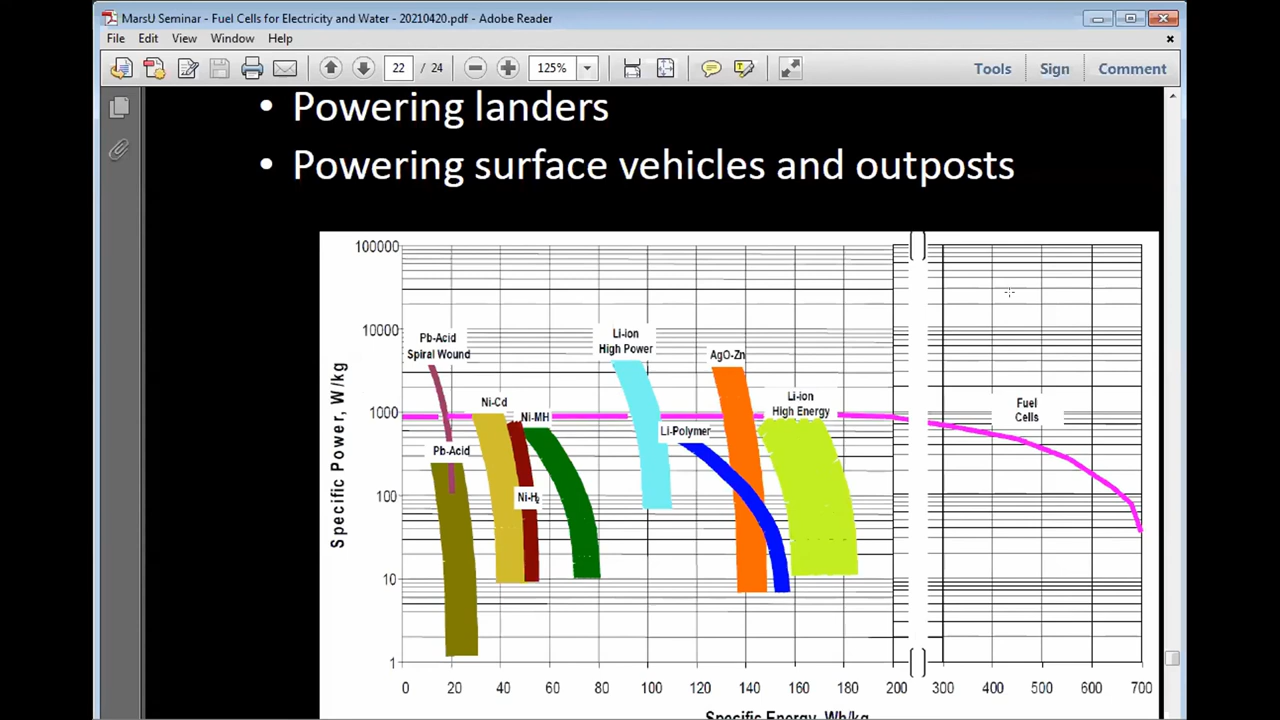 MarsU Seminar - Fuel Cells for Electricity and Water - 20210420.pdf - Adobe Reader
File Edit View Window Help
22 / 24 125% Tools Sign Comment
• Powering landers
• Powering surface vehicles and outposts
100000
10000
1000
100
10
1
Specific Power, W/kg
Pb-Acid
Spiral Wound
Pb-Acid
Ni-Cd
Ni-MH
Ni-H2
Li-ion
High Power
Li-Polymer
AgO-Zn
Li-ion
High Energy
Fuel
Cells
0 20 40 60 80 100 120 140 160 180 200 300 400 500 600 700
Specific Energy, Wh/kg